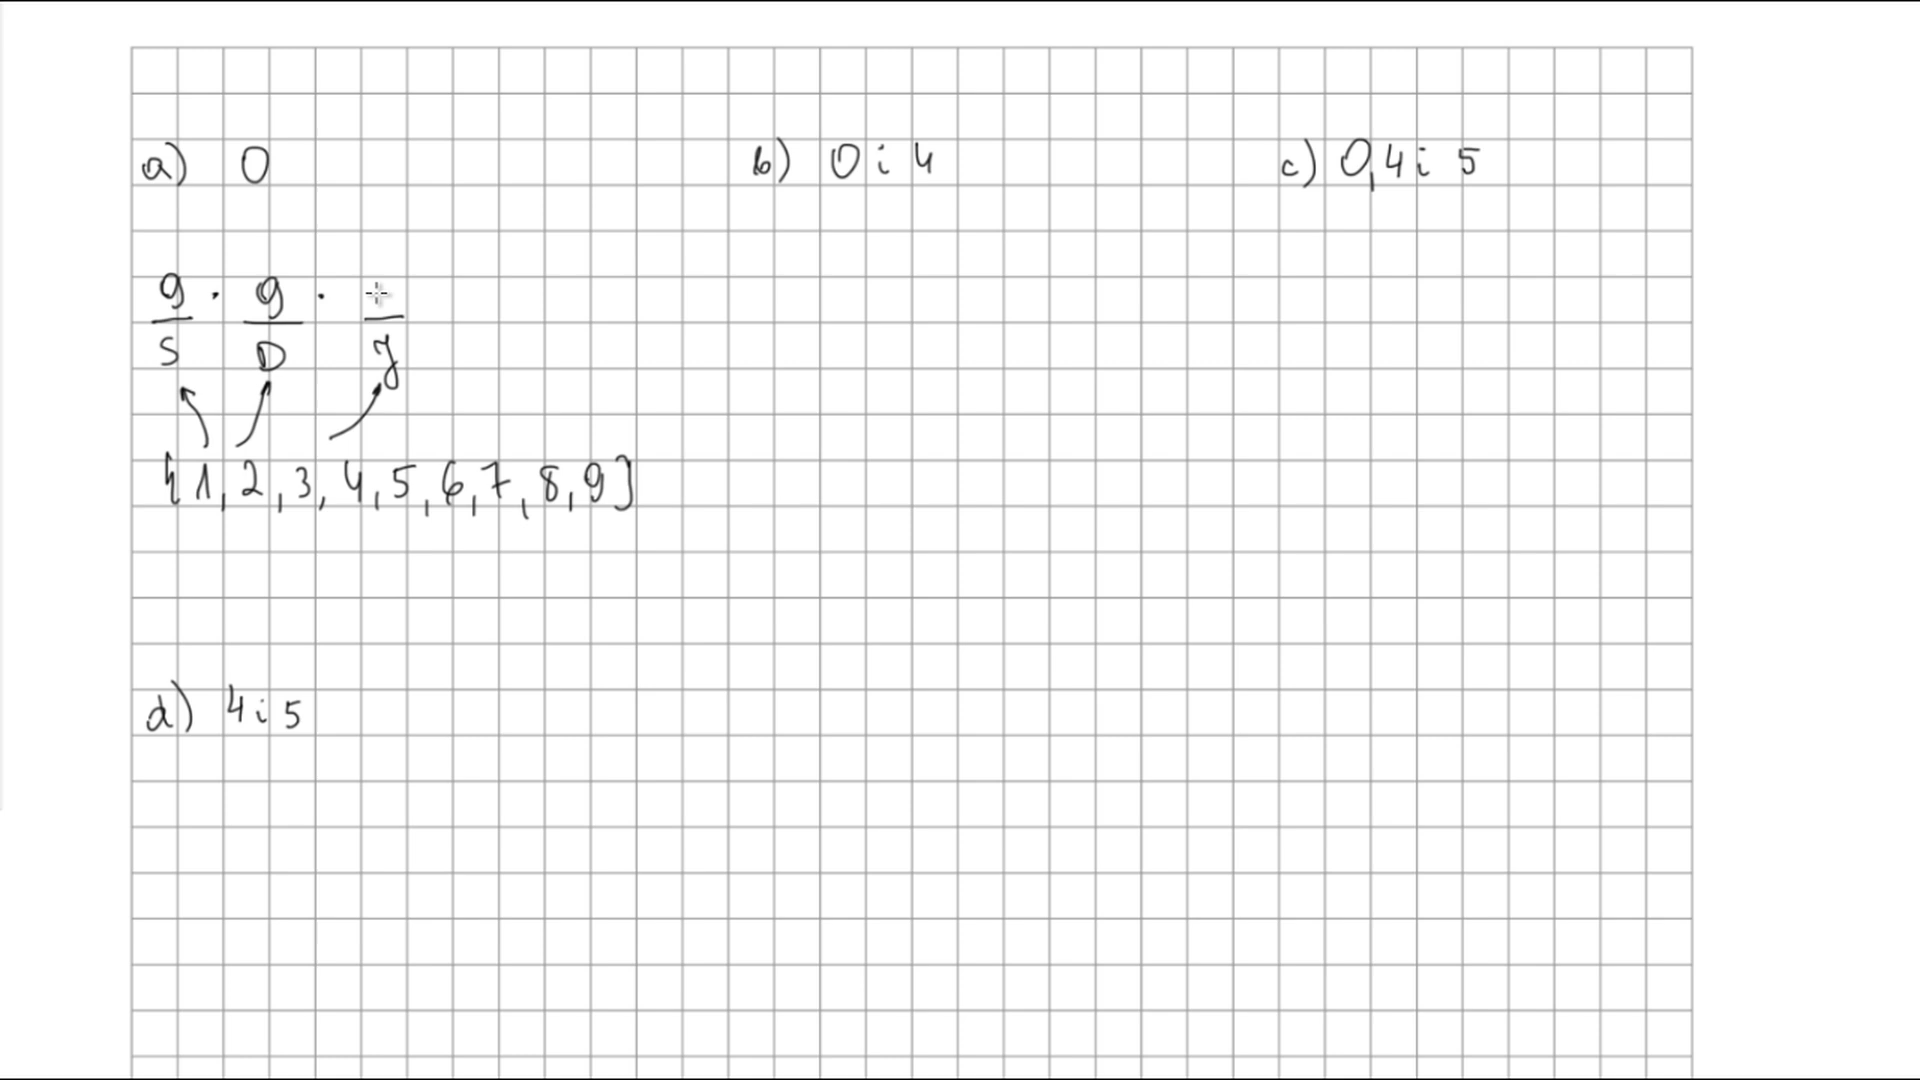 a) 0
b) 0 i 4
c) 0,4 i 5
9 · 9 ·
S D J
{1, 2, 3, 4, 5, 6, 7, 8, 9}
d) 4 i 5